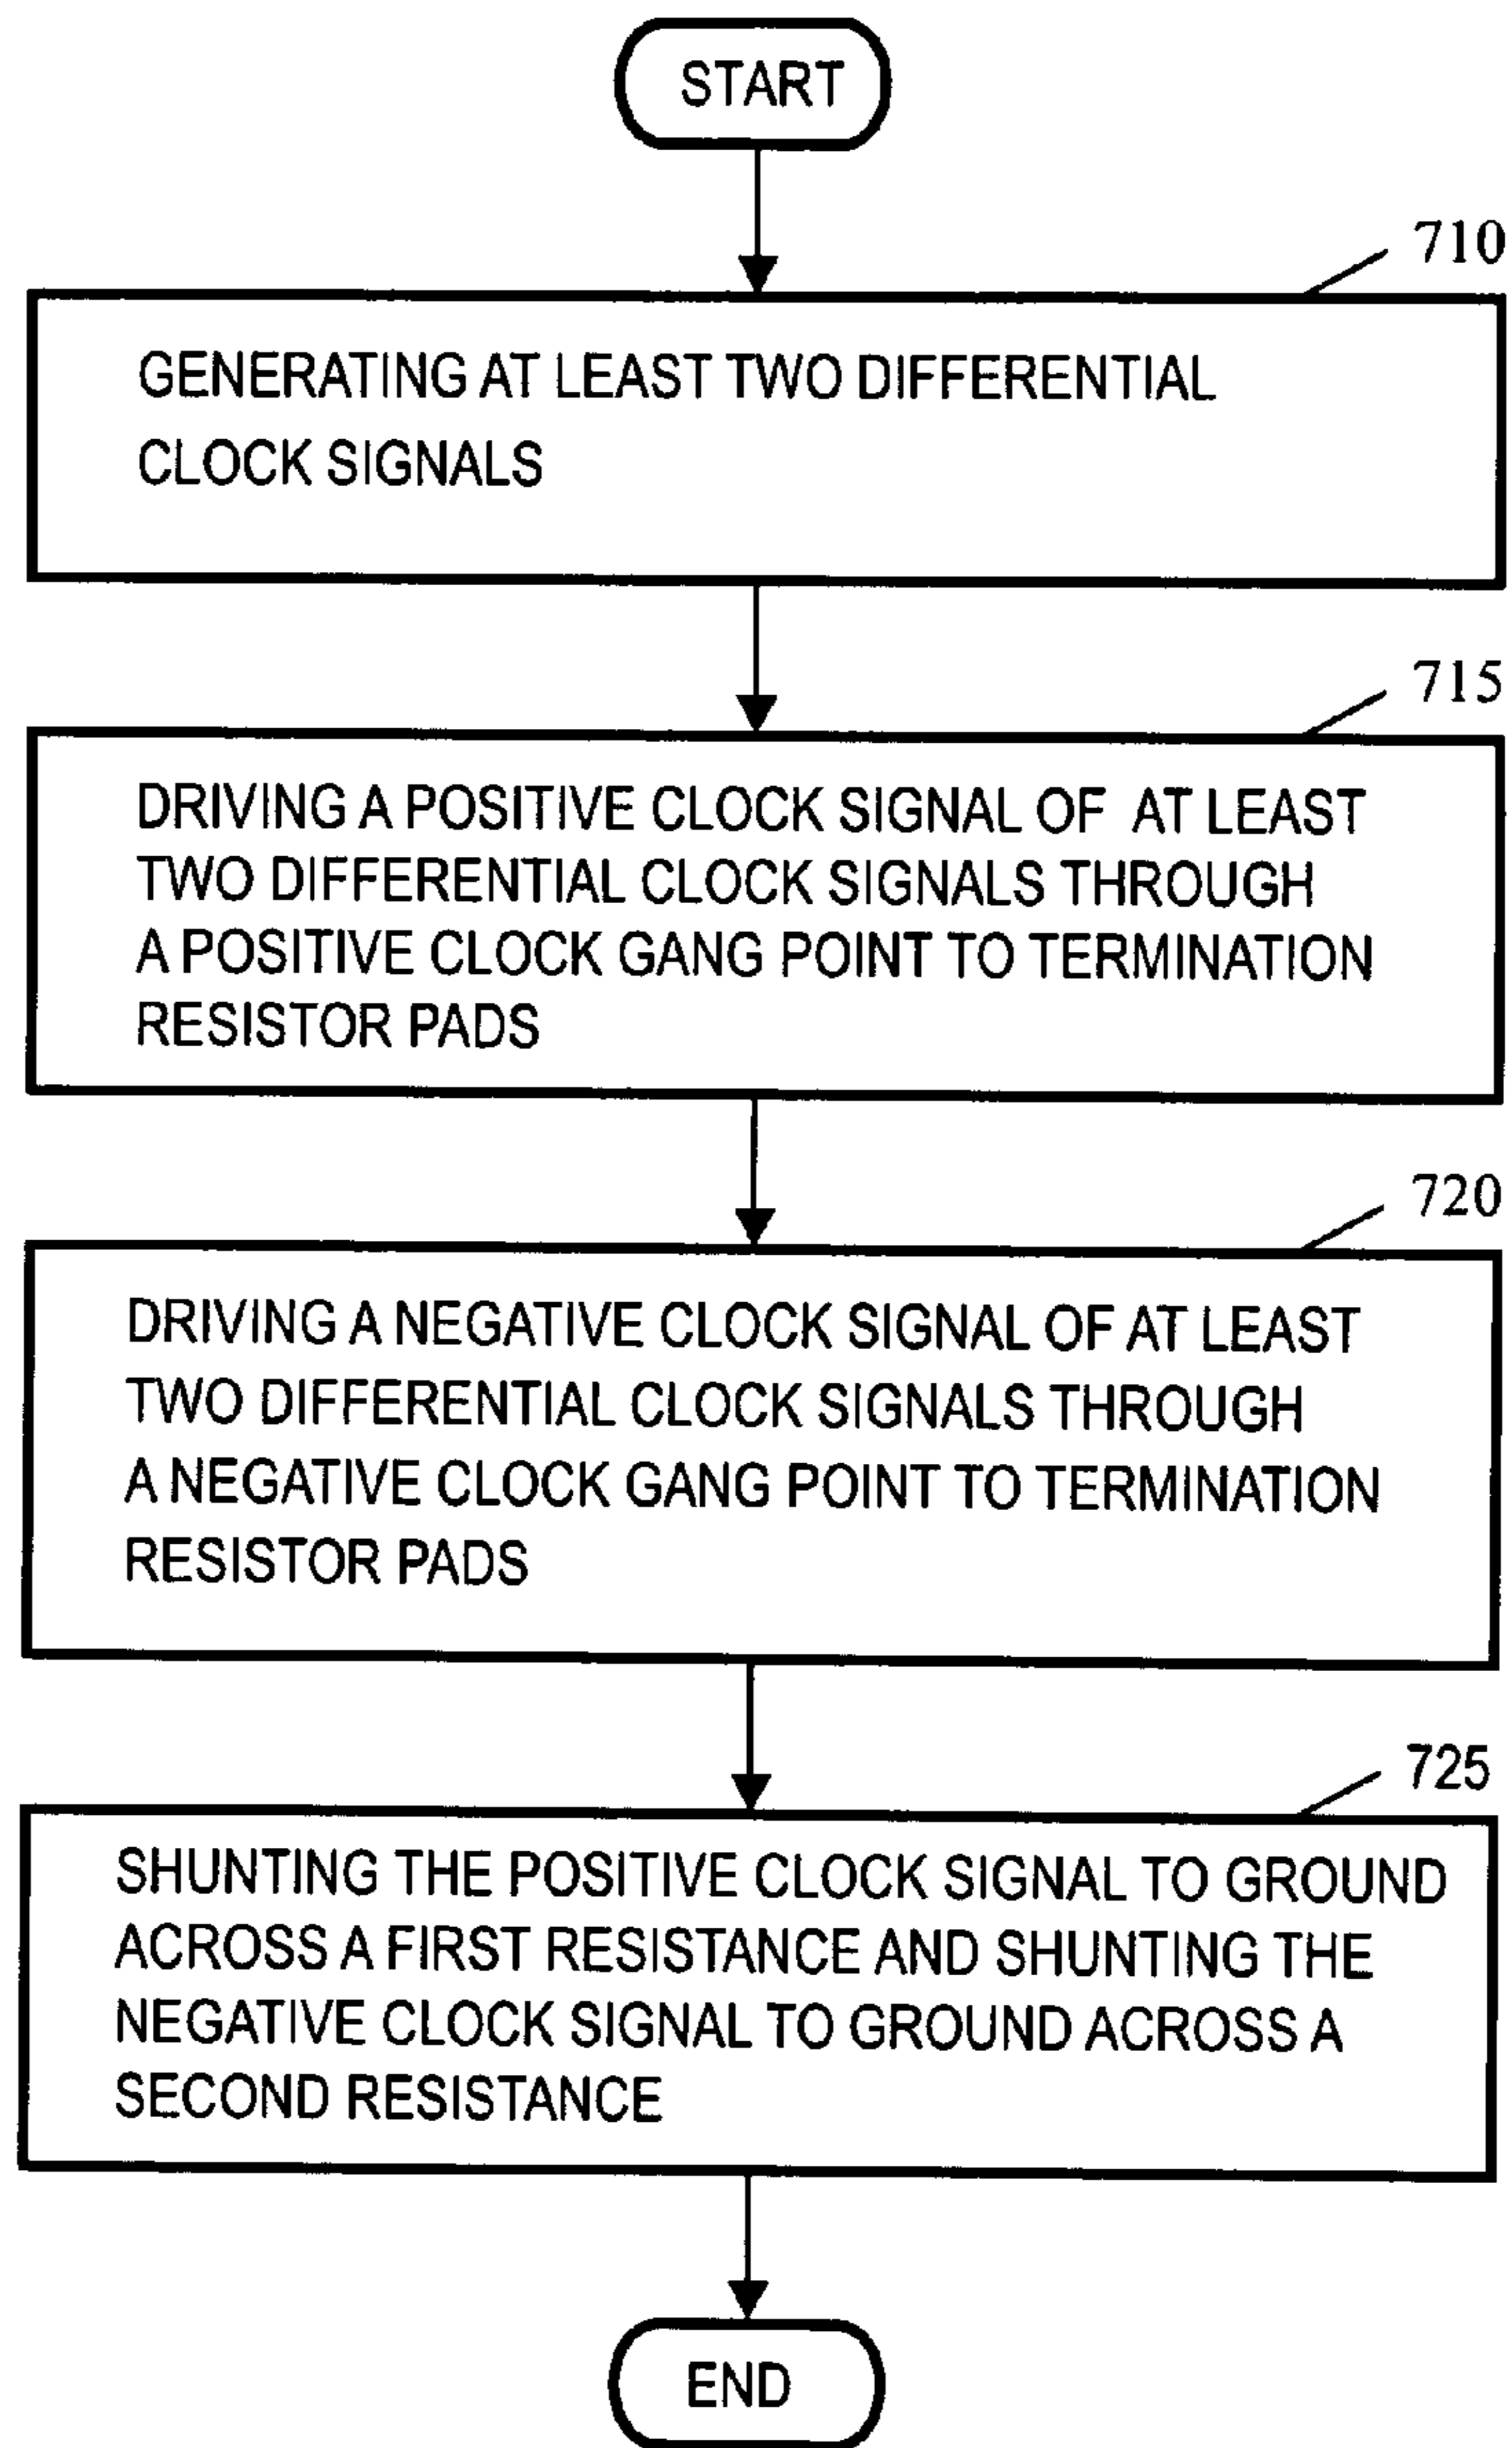 START
710
GENERATING AT LEAST TWO DIFFERENTIAL
CLOCK SIGNALS
715
DRIVING A POSITIVE CLOCK SIGNAL OF AT LEAST
TWO DIFFERENTIAL CLOCK SIGNALS THROUGH
A POSITIVE CLOCK GANG POINT TO TERMINATION
RESISTOR PADS
720
DRIVING A NEGATIVE CLOCK SIGNAL OF AT LEAST
TWO DIFFERENTIAL CLOCK SIGNALS THROUGH
A NEGATIVE CLOCK GANG POINT TO TERMINATION
RESISTOR PADS
725
SHUNTING THE POSITIVE CLOCK SIGNAL TO GROUND
ACROSS A FIRST RESISTANCE AND SHUNTING THE
NEGATIVE CLOCK SIGNAL TO GROUND ACROSS A
SECOND RESISTANCE
END